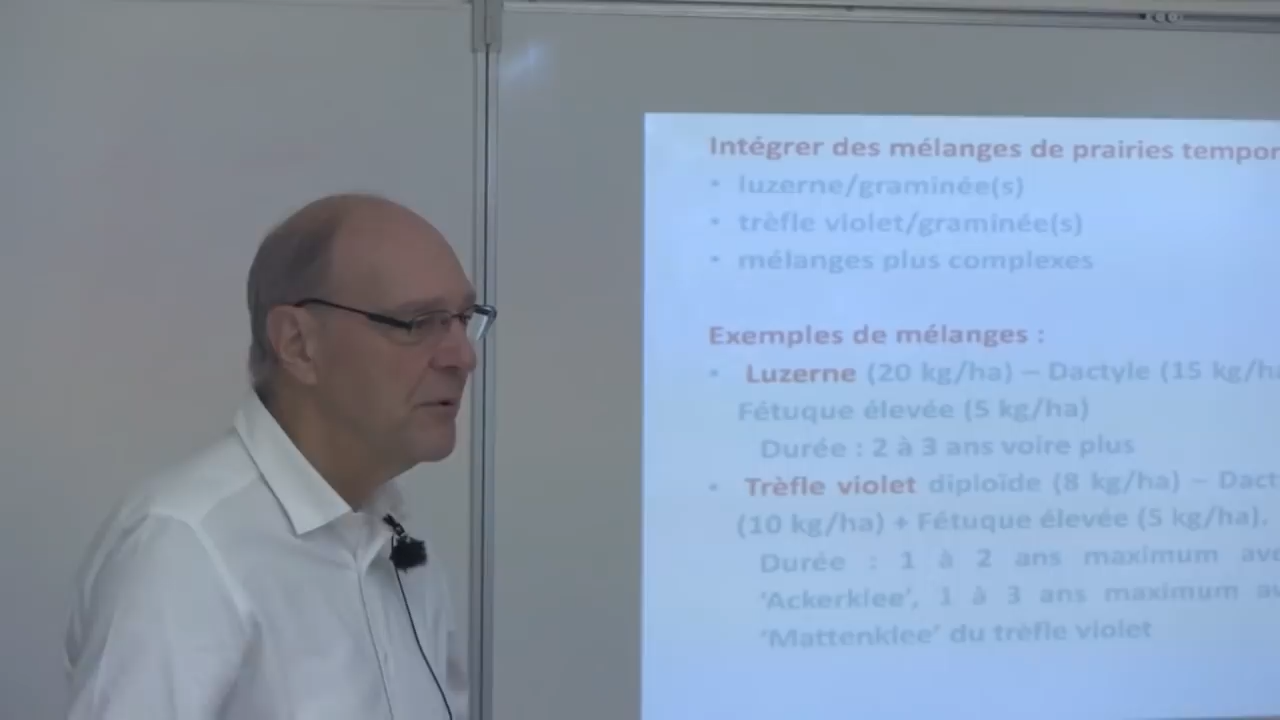 Intégrer des mélanges de prairies tempor
• luzerne/graminée(s)
• trèfle violet/graminée(s)
• mélanges plus complexes
Exemples de mélanges :
• Luzerne (20 kg/ha) – Dactyle (15 kg/ha
Fétuque élevée (5 kg/ha)
Durée : 2 à 3 ans voire plus
• Trèfle violet diploïde (8 kg/ha) – Dact
(10 kg/ha) + Fétuque élevée (5 kg/ha).
Durée : 1 à 2 ans maximum avec
'Ackerklee', 1 à 3 ans maximum av
'Mattenklee' du trèfle violet